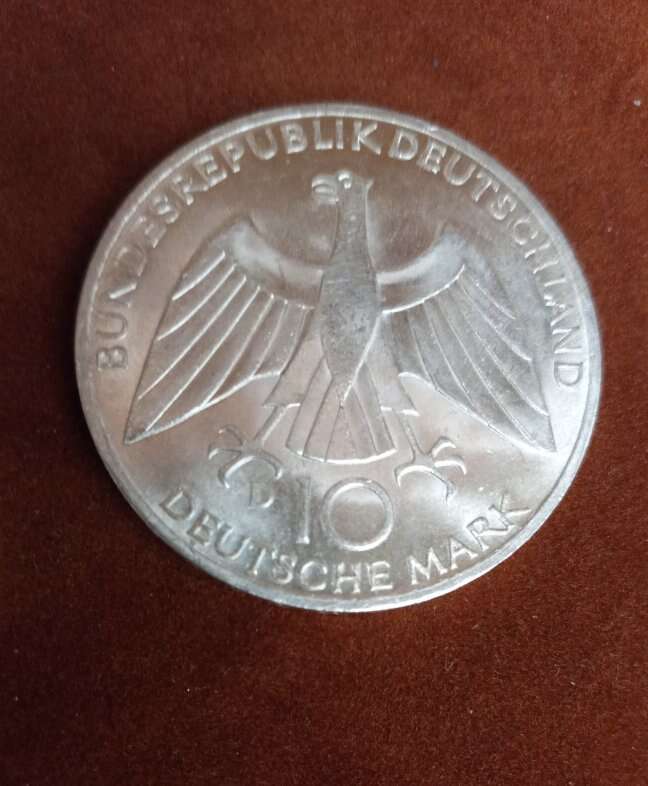 BUNDESREPUBLIK DEUTSCHLAND
D
10
DEUTSCHE MARK